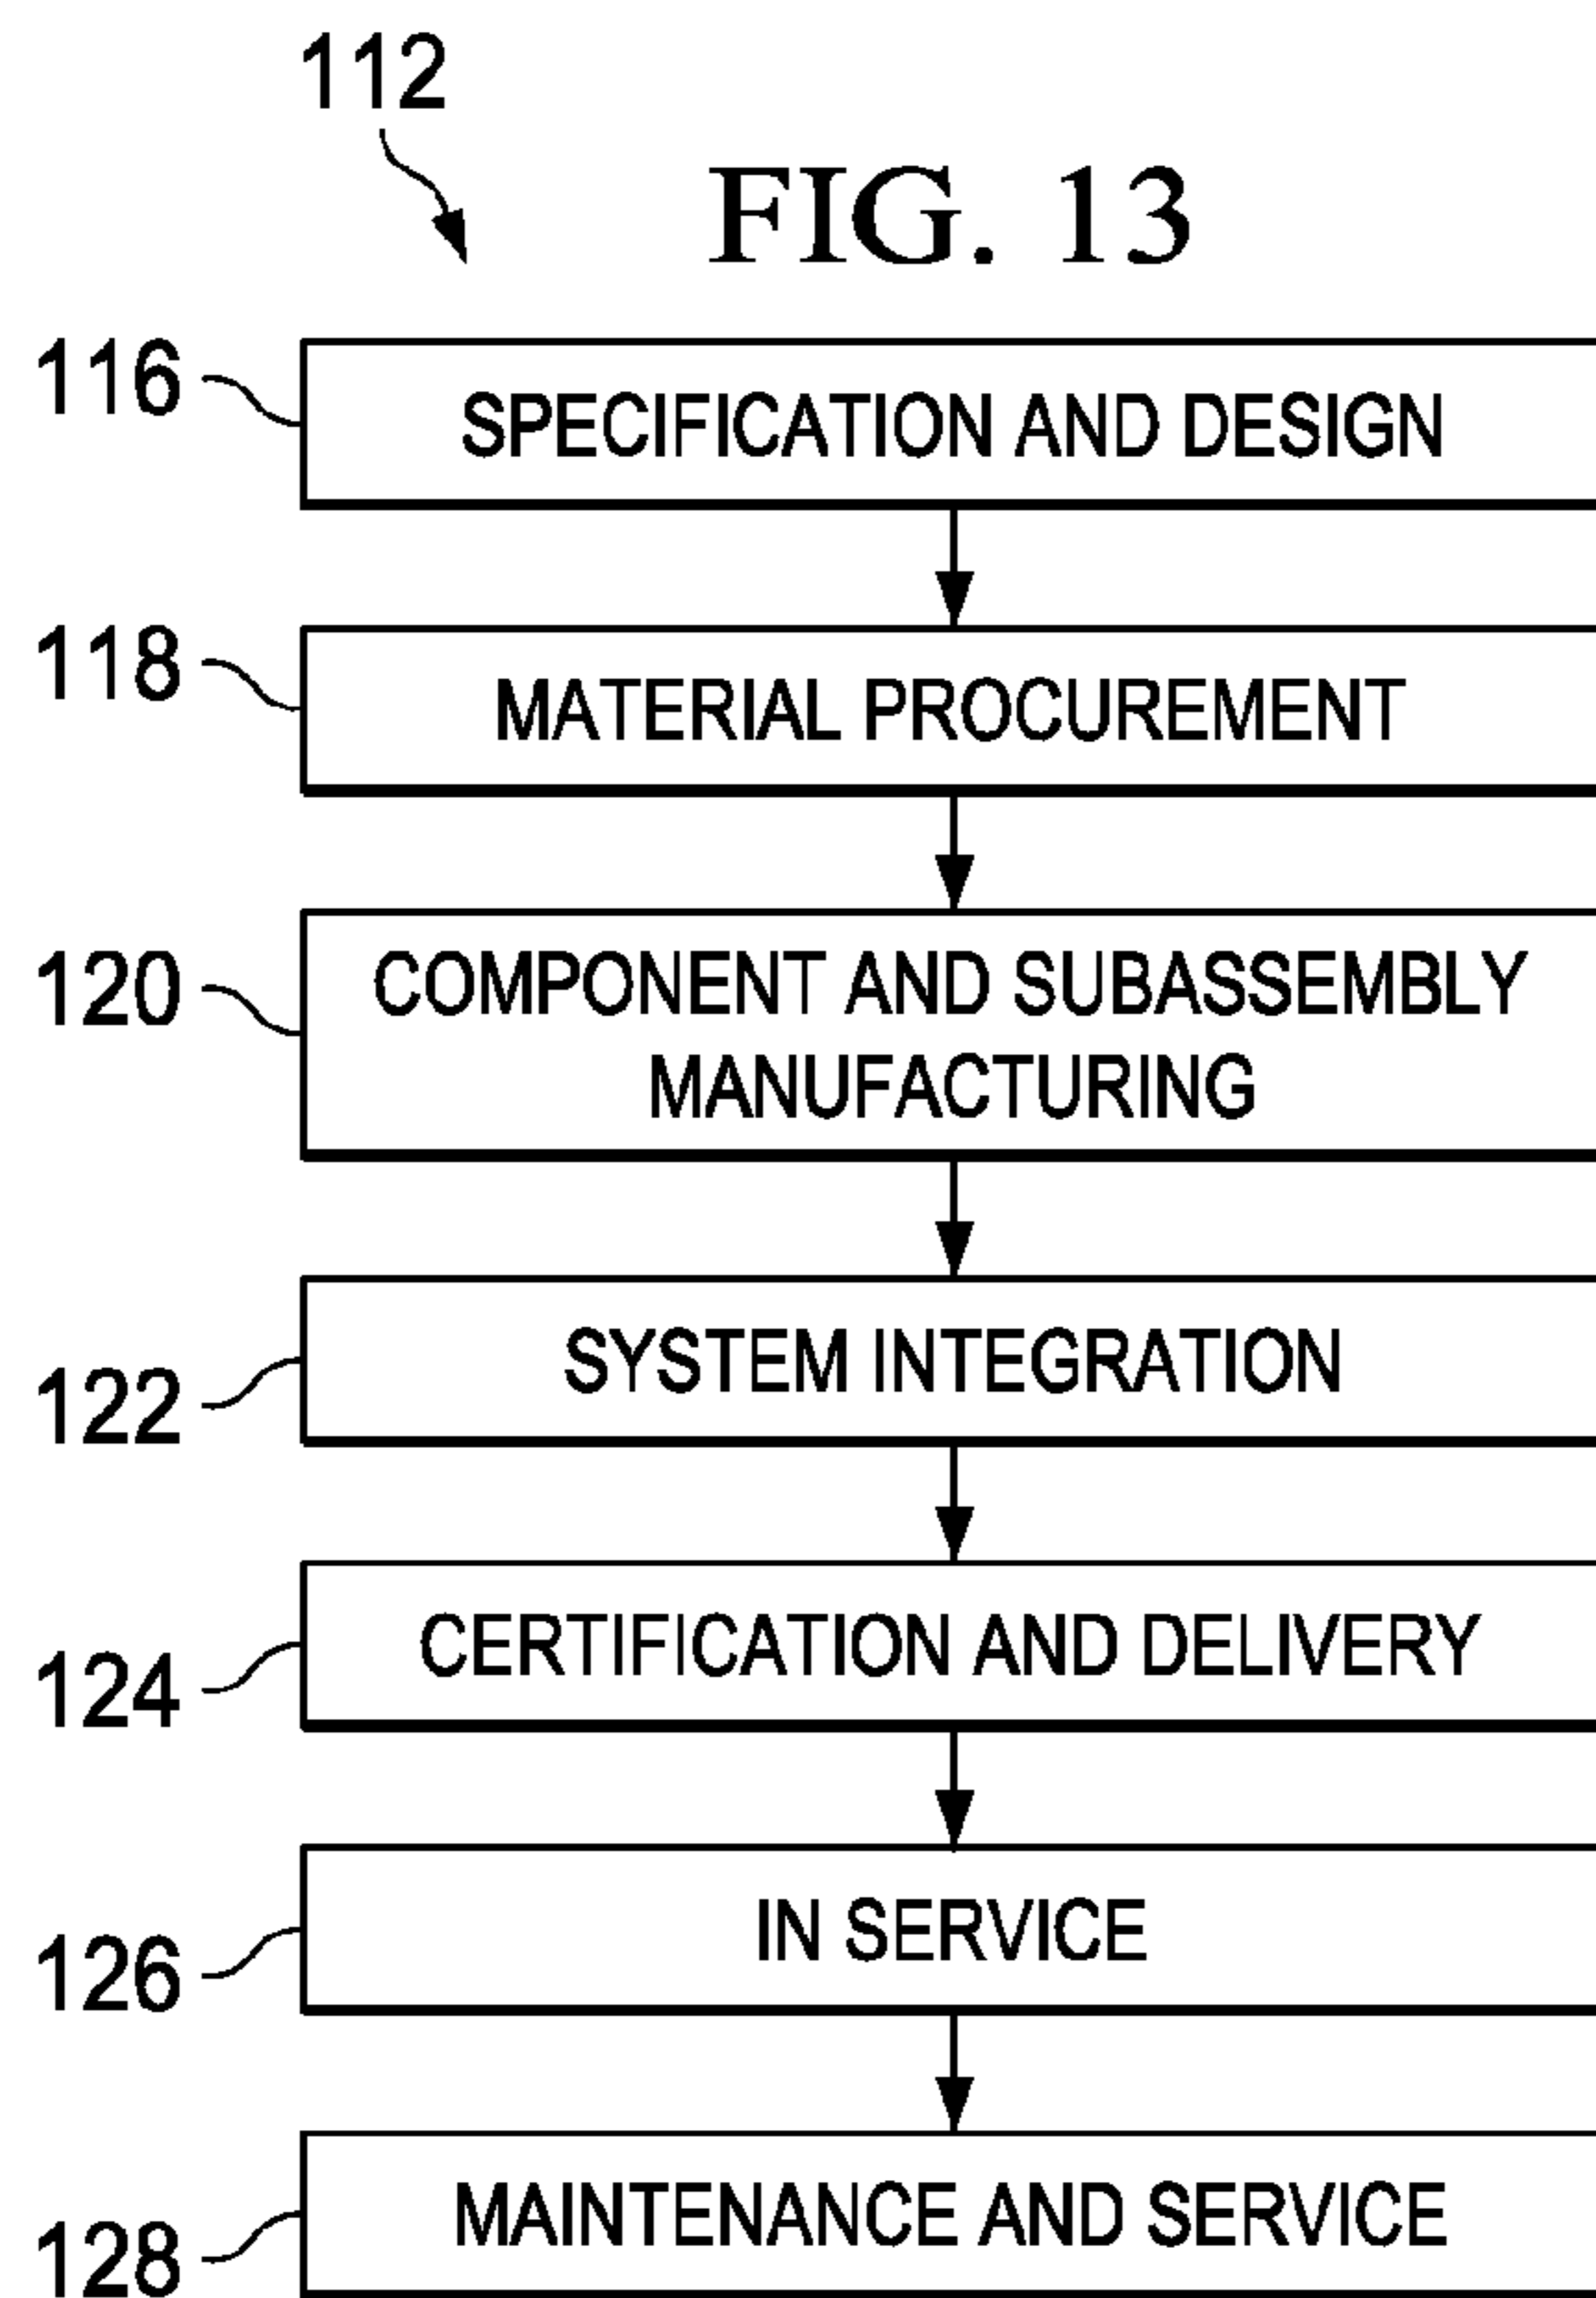 112
FIG. 13
116
SPECIFICATION AND DESIGN
118
MATERIAL PROCUREMENT
120
COMPONENT AND SUBASSEMBLY
MANUFACTURING
122
SYSTEM INTEGRATION
124
CERTIFICATION AND DELIVERY
126
IN SERVICE
128
MAINTENANCE AND SERVICE